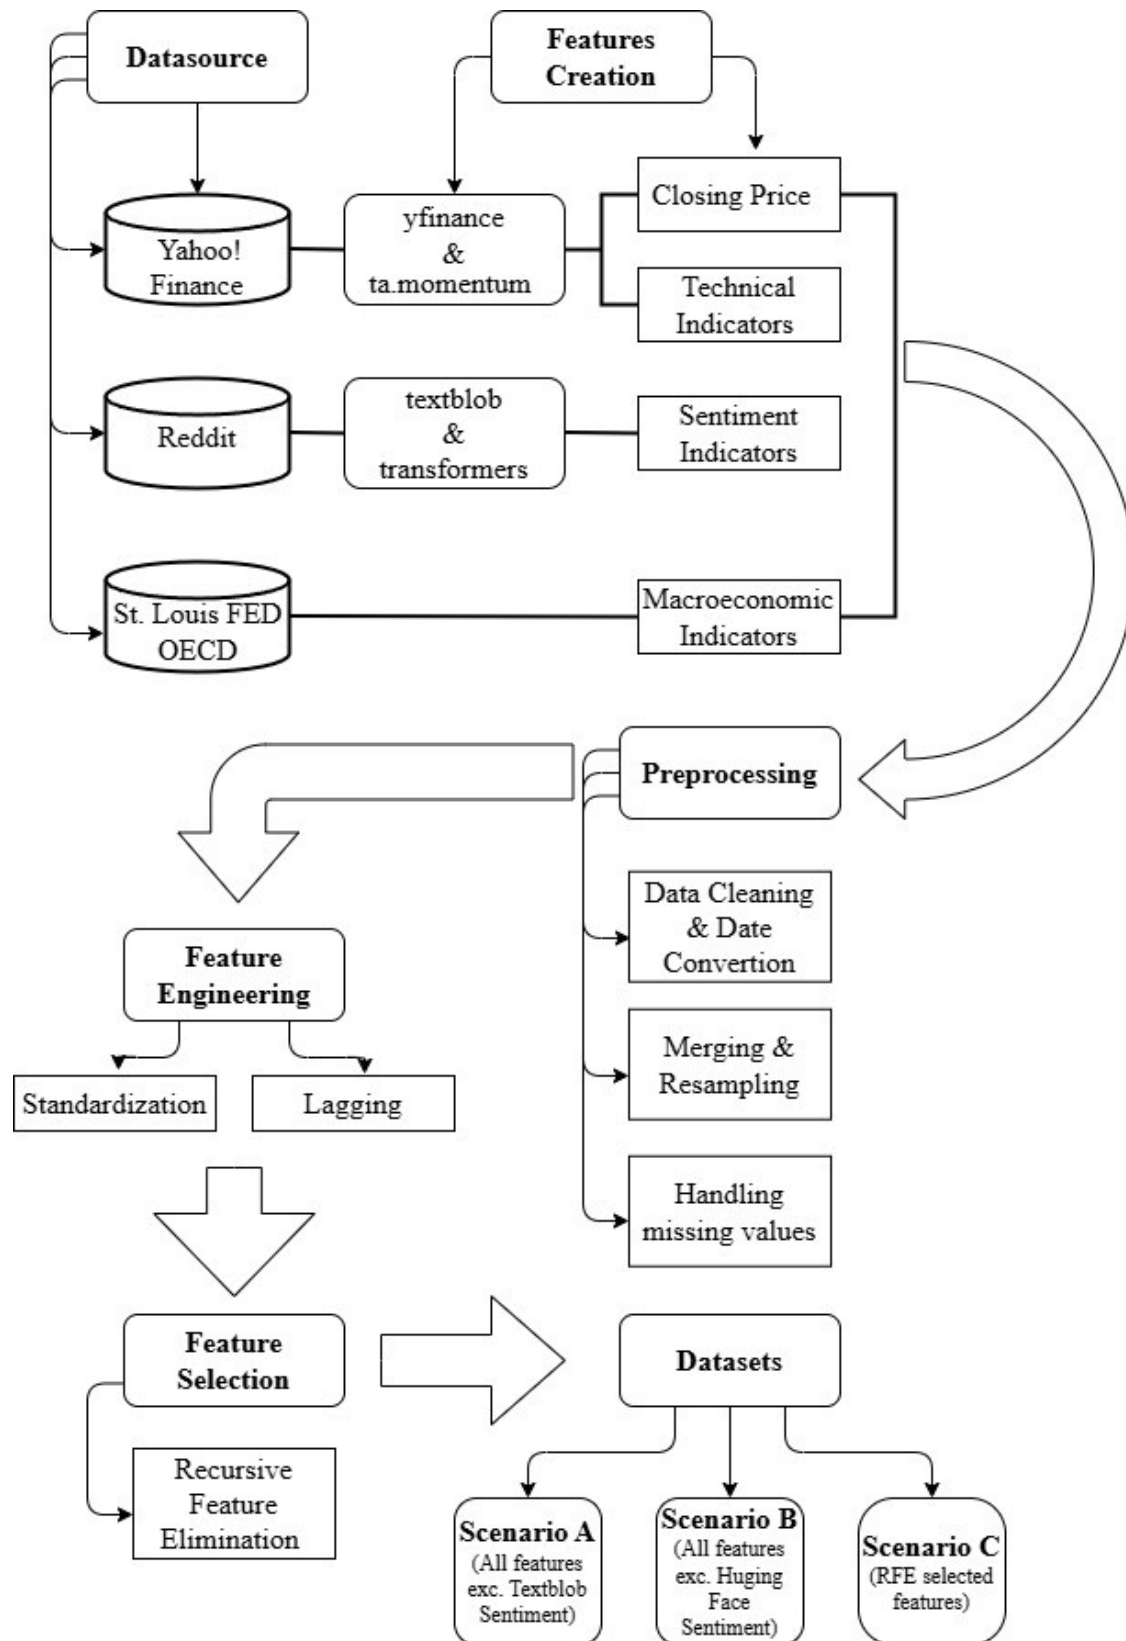 Datasource
Features
Creation
Yahoo!
Finance
yfinance
&
ta.momentum
Closing Price
Technical
Indicators
Reddit
textblob
&
transformers
Sentiment
Indicators
St. Louis FED
OECD
Macroeconomic
Indicators
Preprocessing
Data Cleaning
& Date
Convertion
Merging &
Resampling
Handling
missing values
Feature
Engineering
Standardization
Lagging
Feature
Selection
Recursive
Feature
Elimination
Datasets
Scenario A
(All features
exc. Textblob
Sentiment)
Scenario B
(All features
exc. Huging
Face
Sentiment)
Scenario C
(RFE selected
features)